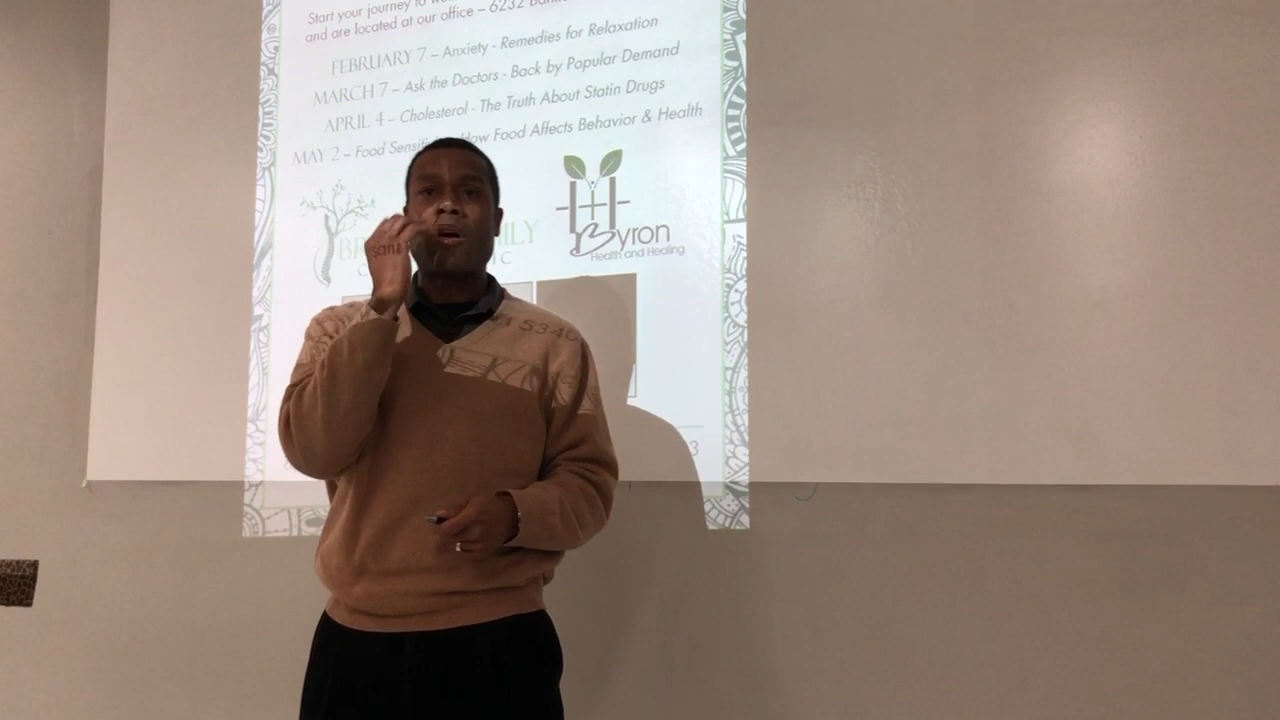 Start your journey to
and are located at our office – 6232
FEBRUARY 7 – Anxiety - Remedies for Relaxation
MARCH 7 – Ask the Doctors - Back by Popular Demand
APRIL 4 – Cholesterol - The Truth About Statin Drugs
MAY 2 – Food How Food Affects Behavior & Health
Byron
Health and Healing
5340
3